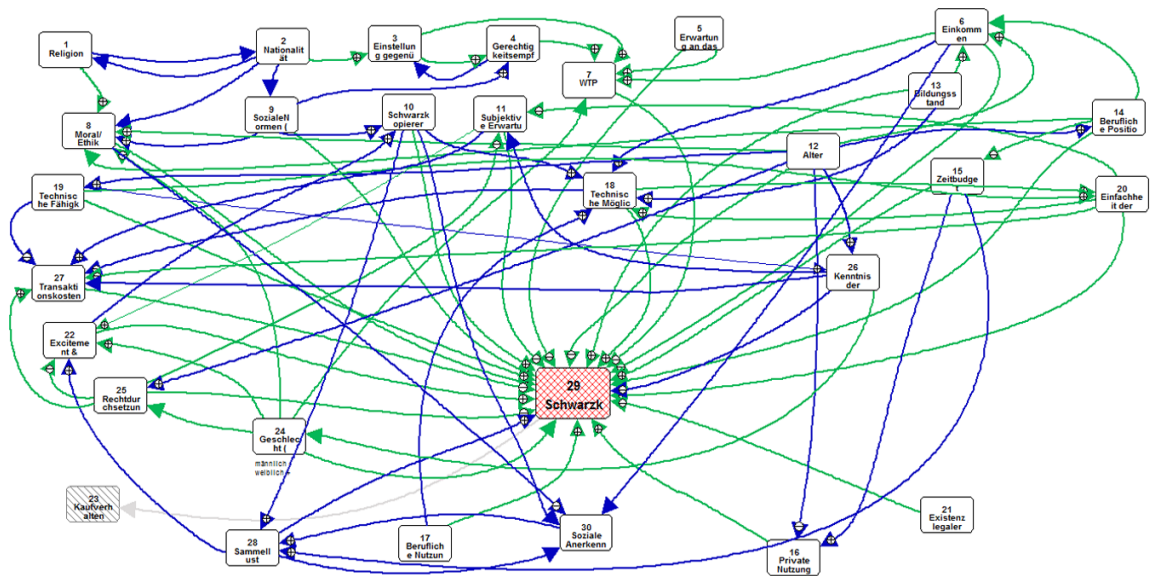 1
Religion
2
Nationalit
ät
3
Einstellun
g gegenü
4
Gerechtig
keitsempf
5
Erwartun
g an das
6
Einkomm
en
7
WTP
8
Moral/
Ethik
9
SozialeN
ormen (
10
Schwarzk
opierer
11
Subjektiv
e Erwartu
12
Alter
13
Bildungss
tand
14
Beruflich
e Positio
15
Zeitbudge
t
16
Private
Nutzung
17
Beruflich
e Nutzun
18
Technisc
he Möglic
19
Technisc
he Fähigk
20
Einfachhe
it der
21
Existenz
legaler
22
Exciteme
nt &
23
Kaufverh
alten
24
Geschlec
ht (
männlich
weiblich +
25
Rechtdur
chsetzun
26
Kenntnis
der
27
Transakti
onskosten
28
Sammell
ust
29
Schwarzk
30
Soziale
Anerkenn